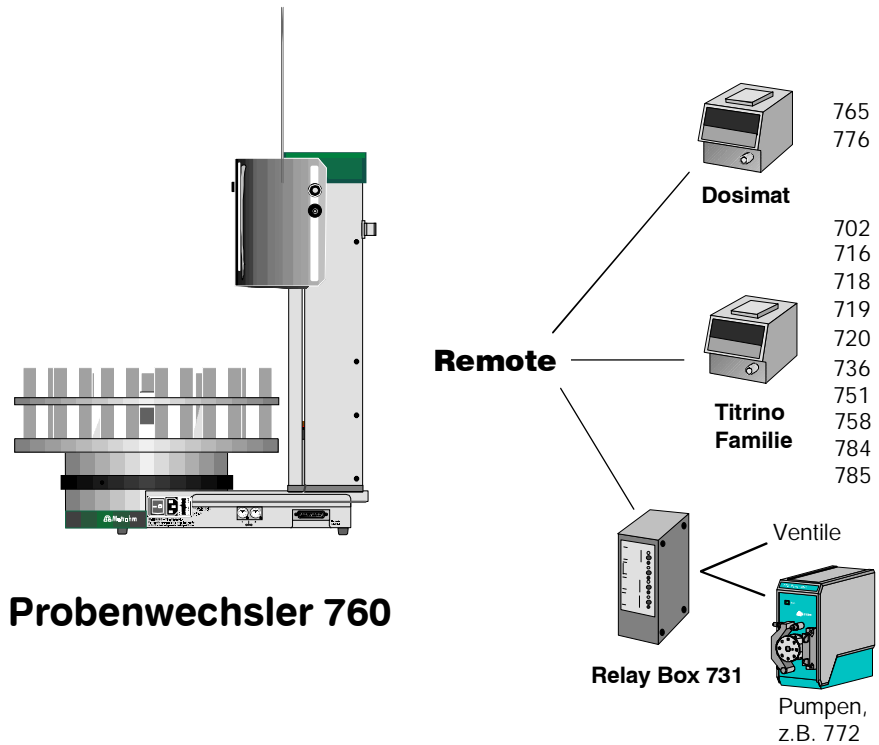 765
776
Dosimat
702
716
718
719
720
736
751
758
784
785
Remote
Titrino
Familie
Ventile
Relay Box 731
Pumpen,
z.B. 772
Metrohm
Probenwechsler 760